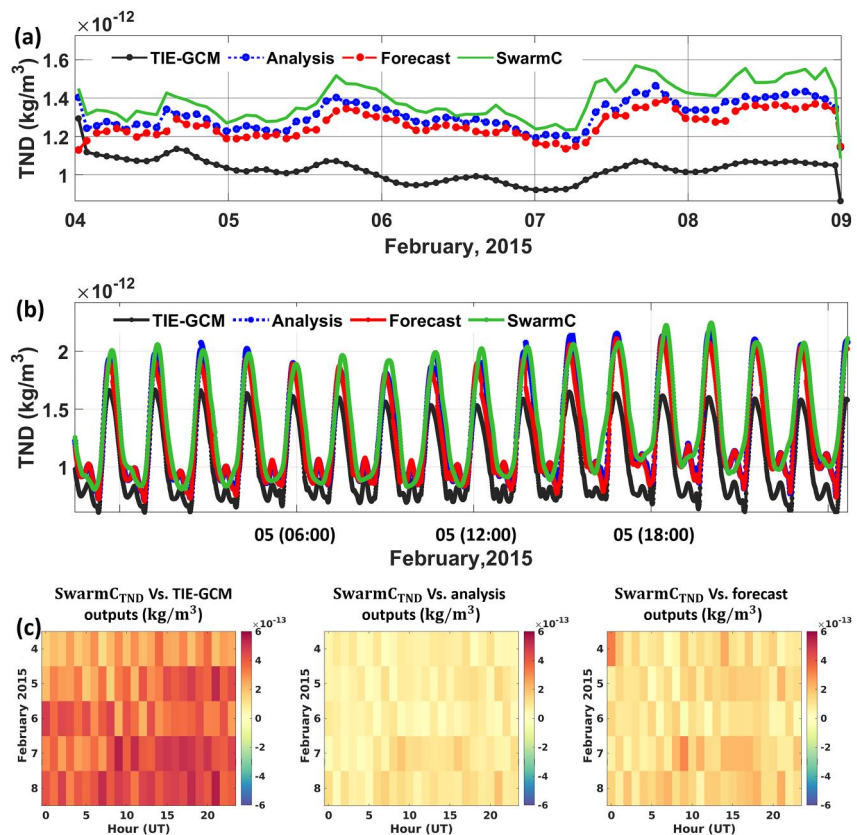 (a)
×10⁻¹²
TIE-GCM Analysis Forecast SwarmC
TND (kg/m³)
1.6
1.4
1.2
1
04 05 06 07 08 09
February, 2015
(b)
×10⁻¹²
TIE-GCM Analysis Forecast SwarmC
TND (kg/m³)
2
1.5
1
05 (06:00) 05 (12:00) 05 (18:00)
February,2015
(c)
SwarmC_TND Vs. TIE-GCM
outputs (kg/m³)
×10⁻¹³
February 2015
4
5
6
7
8
0 5 10 15 20
Hour (UT)
6
4
2
0
-2
-4
-6
SwarmC_TND Vs. analysis
outputs (kg/m³)
×10⁻¹³
February 2015
4
5
6
7
8
0 5 10 15 20
Hour (UT)
6
4
2
0
-2
-4
-6
SwarmC_TND Vs. forecast
outputs (kg/m³)
×10⁻¹³
February 2015
4
5
6
7
8
0 5 10 15 20
Hour (UT)
6
4
2
0
-2
-4
-6